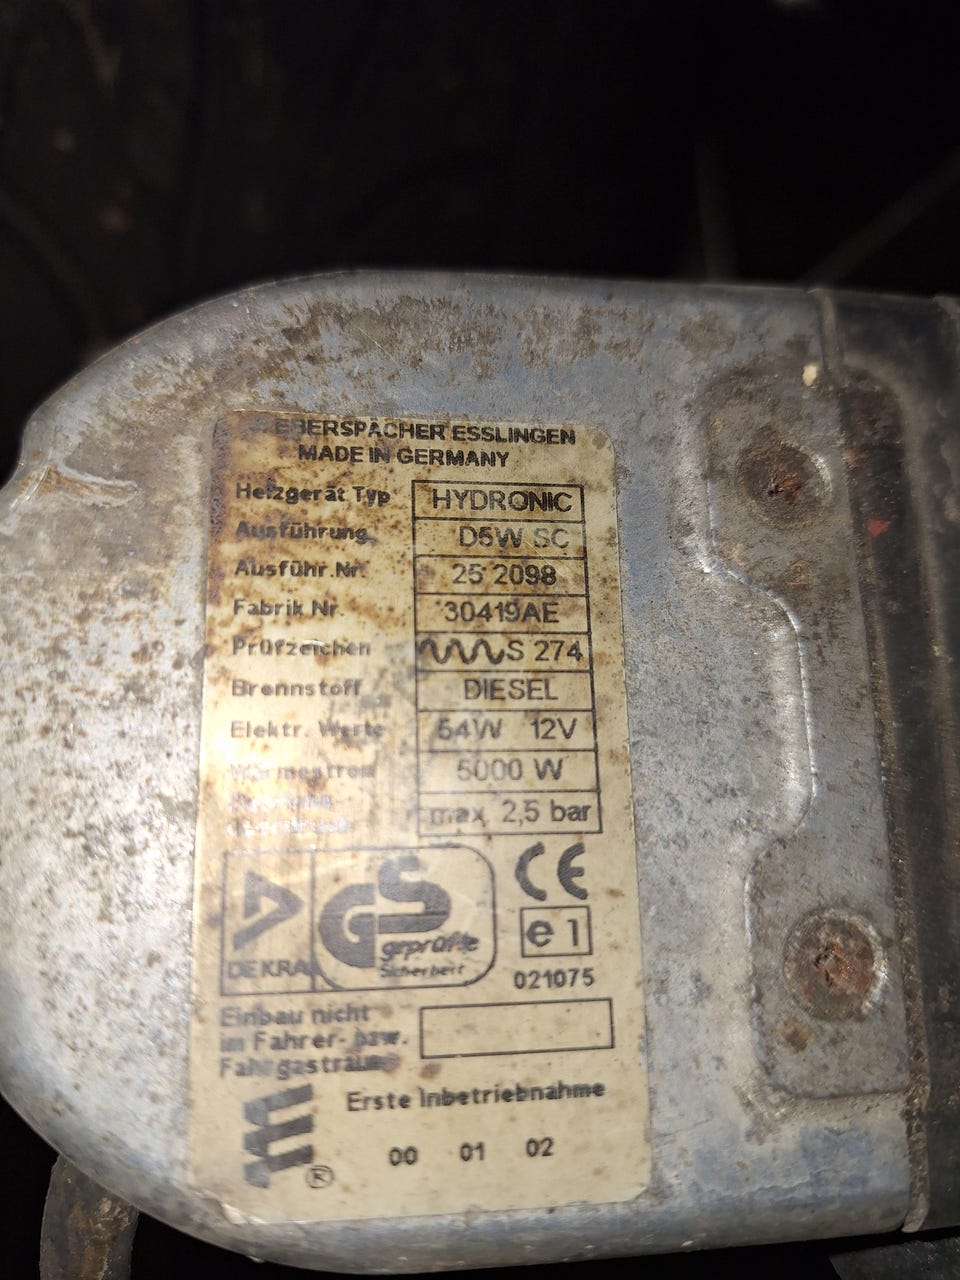 EBERSPÄCHER ESSLINGEN
MADE IN GERMANY
Heizgerät Typ HYDRONIC
Ausführung D5W SC
Ausführ.Nr. 25 2098
Fabrik Nr. 30419AE
Prüfzeichen S 274
Brennstoff DIESEL
Elektr. Werte 54W 12V
Wärmestrom 5000 W
max. 2,5 bar
DEKRA
GS
geprüfte
Sicherheit
CE
e 1
021075
Einbau nicht
im Fahrer- bzw.
Fahrgastraum
Erste Inbetriebnahme
00 01 02
®